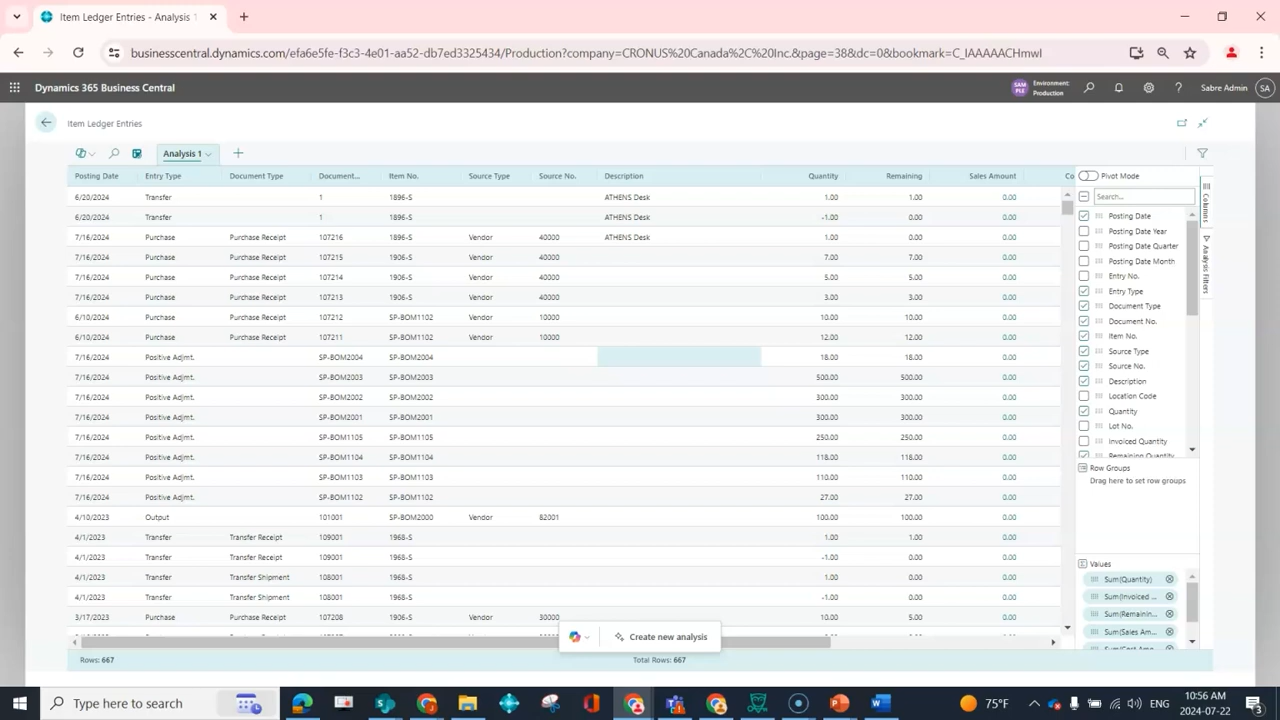 Item Ledger Entries - Analysis 1
businesscentral.dynamics.com/efa6e5fe-f3c3-4e01-aa52-db7ed3325434/Production?company=CRONUS%20Canada%2C%20Inc.&page=38&dc=0&bookmark=C_IAAAAACHmwI
Dynamics 365 Business Central
SAM PLE
Environment: Production
Sabre Admin
SA
Item Ledger Entries
Analysis 1
Posting Date Entry Type Document Type Document... Item No. Source Type Source No. Description Quantity Remaining Sales Amount Co
6/20/2024 Transfer 1 1896-S ATHENS Desk 1.00 1.00 0.00
6/20/2024 Transfer 1 1896-S ATHENS Desk -1.00 0.00 0.00
7/16/2024 Purchase Purchase Receipt 107216 1896-S Vendor 40000 ATHENS Desk 1.00 0.00 0.00
7/16/2024 Purchase Purchase Receipt 107215 1906-S Vendor 40000 7.00 7.00 0.00
7/16/2024 Purchase Purchase Receipt 107214 1906-S Vendor 40000 5.00 5.00 0.00
7/16/2024 Purchase Purchase Receipt 107213 1906-S Vendor 40000 3.00 3.00 0.00
6/10/2024 Purchase Purchase Receipt 107212 SP-BOM1102 Vendor 10000 10.00 10.00 0.00
6/10/2024 Purchase Purchase Receipt 107211 SP-BOM1102 Vendor 10000 12.00 12.00 0.00
7/16/2024 Positive Adjmt. SP-BOM2004 SP-BOM2004 18.00 18.00 0.00
7/16/2024 Positive Adjmt. SP-BOM2003 SP-BOM2003 500.00 500.00 0.00
7/16/2024 Positive Adjmt. SP-BOM2002 SP-BOM2002 300.00 300.00 0.00
7/16/2024 Positive Adjmt. SP-BOM2001 SP-BOM2001 300.00 300.00 0.00
7/16/2024 Positive Adjmt. SP-BOM1105 SP-BOM1105 250.00 250.00 0.00
7/16/2024 Positive Adjmt. SP-BOM1104 SP-BOM1104 118.00 118.00 0.00
7/16/2024 Positive Adjmt. SP-BOM1103 SP-BOM1103 110.00 110.00 0.00
7/16/2024 Positive Adjmt. SP-BOM1102 SP-BOM1102 27.00 27.00 0.00
4/10/2023 Output 101001 SP-BOM2000 Vendor 82001 100.00 100.00 0.00
4/1/2023 Transfer Transfer Receipt 109001 1968-S 1.00 1.00 0.00
4/1/2023 Transfer Transfer Receipt 109001 1968-S -1.00 0.00 0.00
4/1/2023 Transfer Transfer Shipment 108001 1968-S 1.00 0.00 0.00
4/1/2023 Transfer Transfer Shipment 108001 1968-S -1.00 0.00 0.00
3/17/2023 Purchase Purchase Receipt 107208 1906-S Vendor 30000 10.00 5.00 0.00
Pivot Mode
Search...
Posting Date
Posting Date Year
Posting Date Quarter
Posting Date Month
Entry No.
Entry Type
Document Type
Document No.
Item No.
Source Type
Source No.
Description
Location Code
Quantity
Lot No.
Invoiced Quantity
Remaining Quantity
Row Groups
Drag here to set row groups
Values
Sum(Quantity)
Sum(Invoiced ...
Sum(Remainin...
Sum(Sales Am...
Sum(Cost Amo...
Columns
Analysis Filters
Create new analysis
Rows: 667 Total Rows: 667
Type here to search
75°F
ENG
10:56 AM
2024-07-22
3